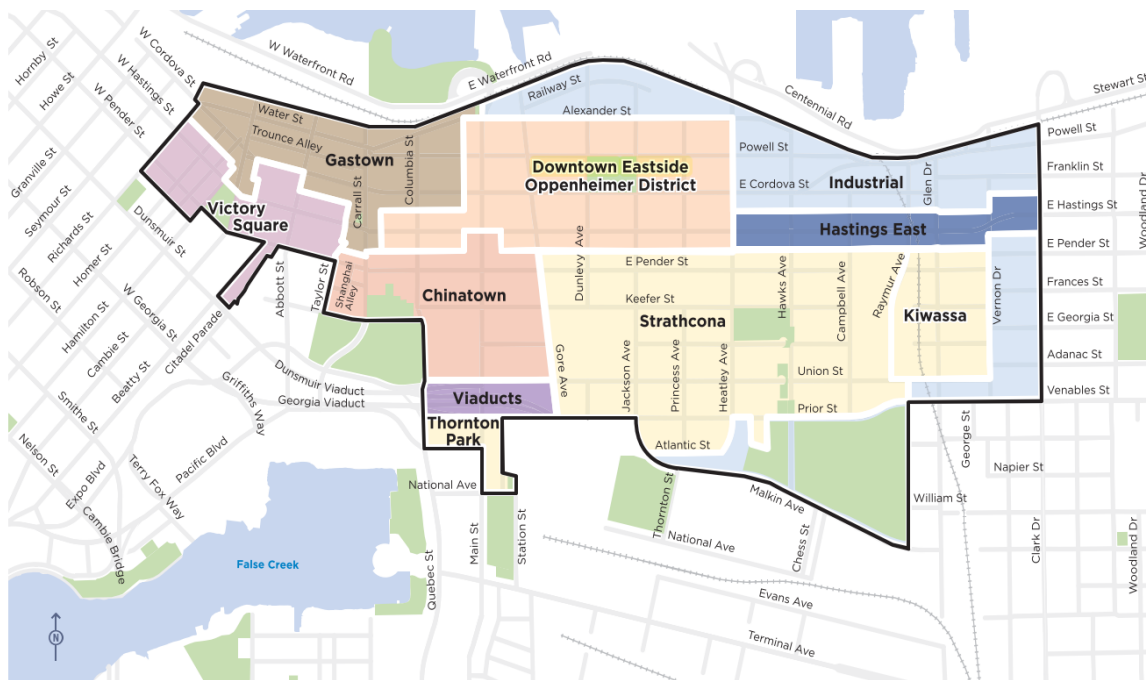 W Cordova St
W Hastings St
W Pender St
Hornby St
Howe St
Granville St
Seymour St
Richards St
Homer St
Robson St
Hamilton St
Cambie St
Beatty St
Smithe St
Nelson St
Expo Blvd
Cambie Bridge
Terry Fox Way
Pacific Blvd
Griffiths Way
W Georgia St
Dunsmuir St
Citadel Parade
Abbott St
Taylor St
Shanghai
Alley
Dunsmuir Viaduct
Georgia Viaduct
W Waterfront Rd
E Waterfront Rd
Railway St
Alexander St
Centennial Rd
Stewart St
Water St
Trounce Alley
Gastown
Carrall St
Columbia St
Victory
Square
Downtown Eastside
Oppenheimer District
Powell St
E Cordova St
Industrial
Glen Dr
Hastings East
Powell St
Franklin St
E Hastings St
E Pender St
Frances St
E Georgia St
Adanac St
Venables St
Woodland Dr
Chinatown
Dunlevy Ave
E Pender St
Keefer St
Strathcona
Hawks Ave
Campbell Ave
Raymur Ave
Kiwassa
Vernon Dr
Gore Ave
Jackson Ave
Princess Ave
Heatley Ave
Union St
Prior St
Atlantic St
Viaducts
Thornton
Park
National Ave
Main St
Station St
Quebec St
False Creek
Thornton St
National Ave
Malkin Ave
Chess St
Evans Ave
Terminal Ave
William St
George St
Napier St
Clark Dr
Woodland Dr
N